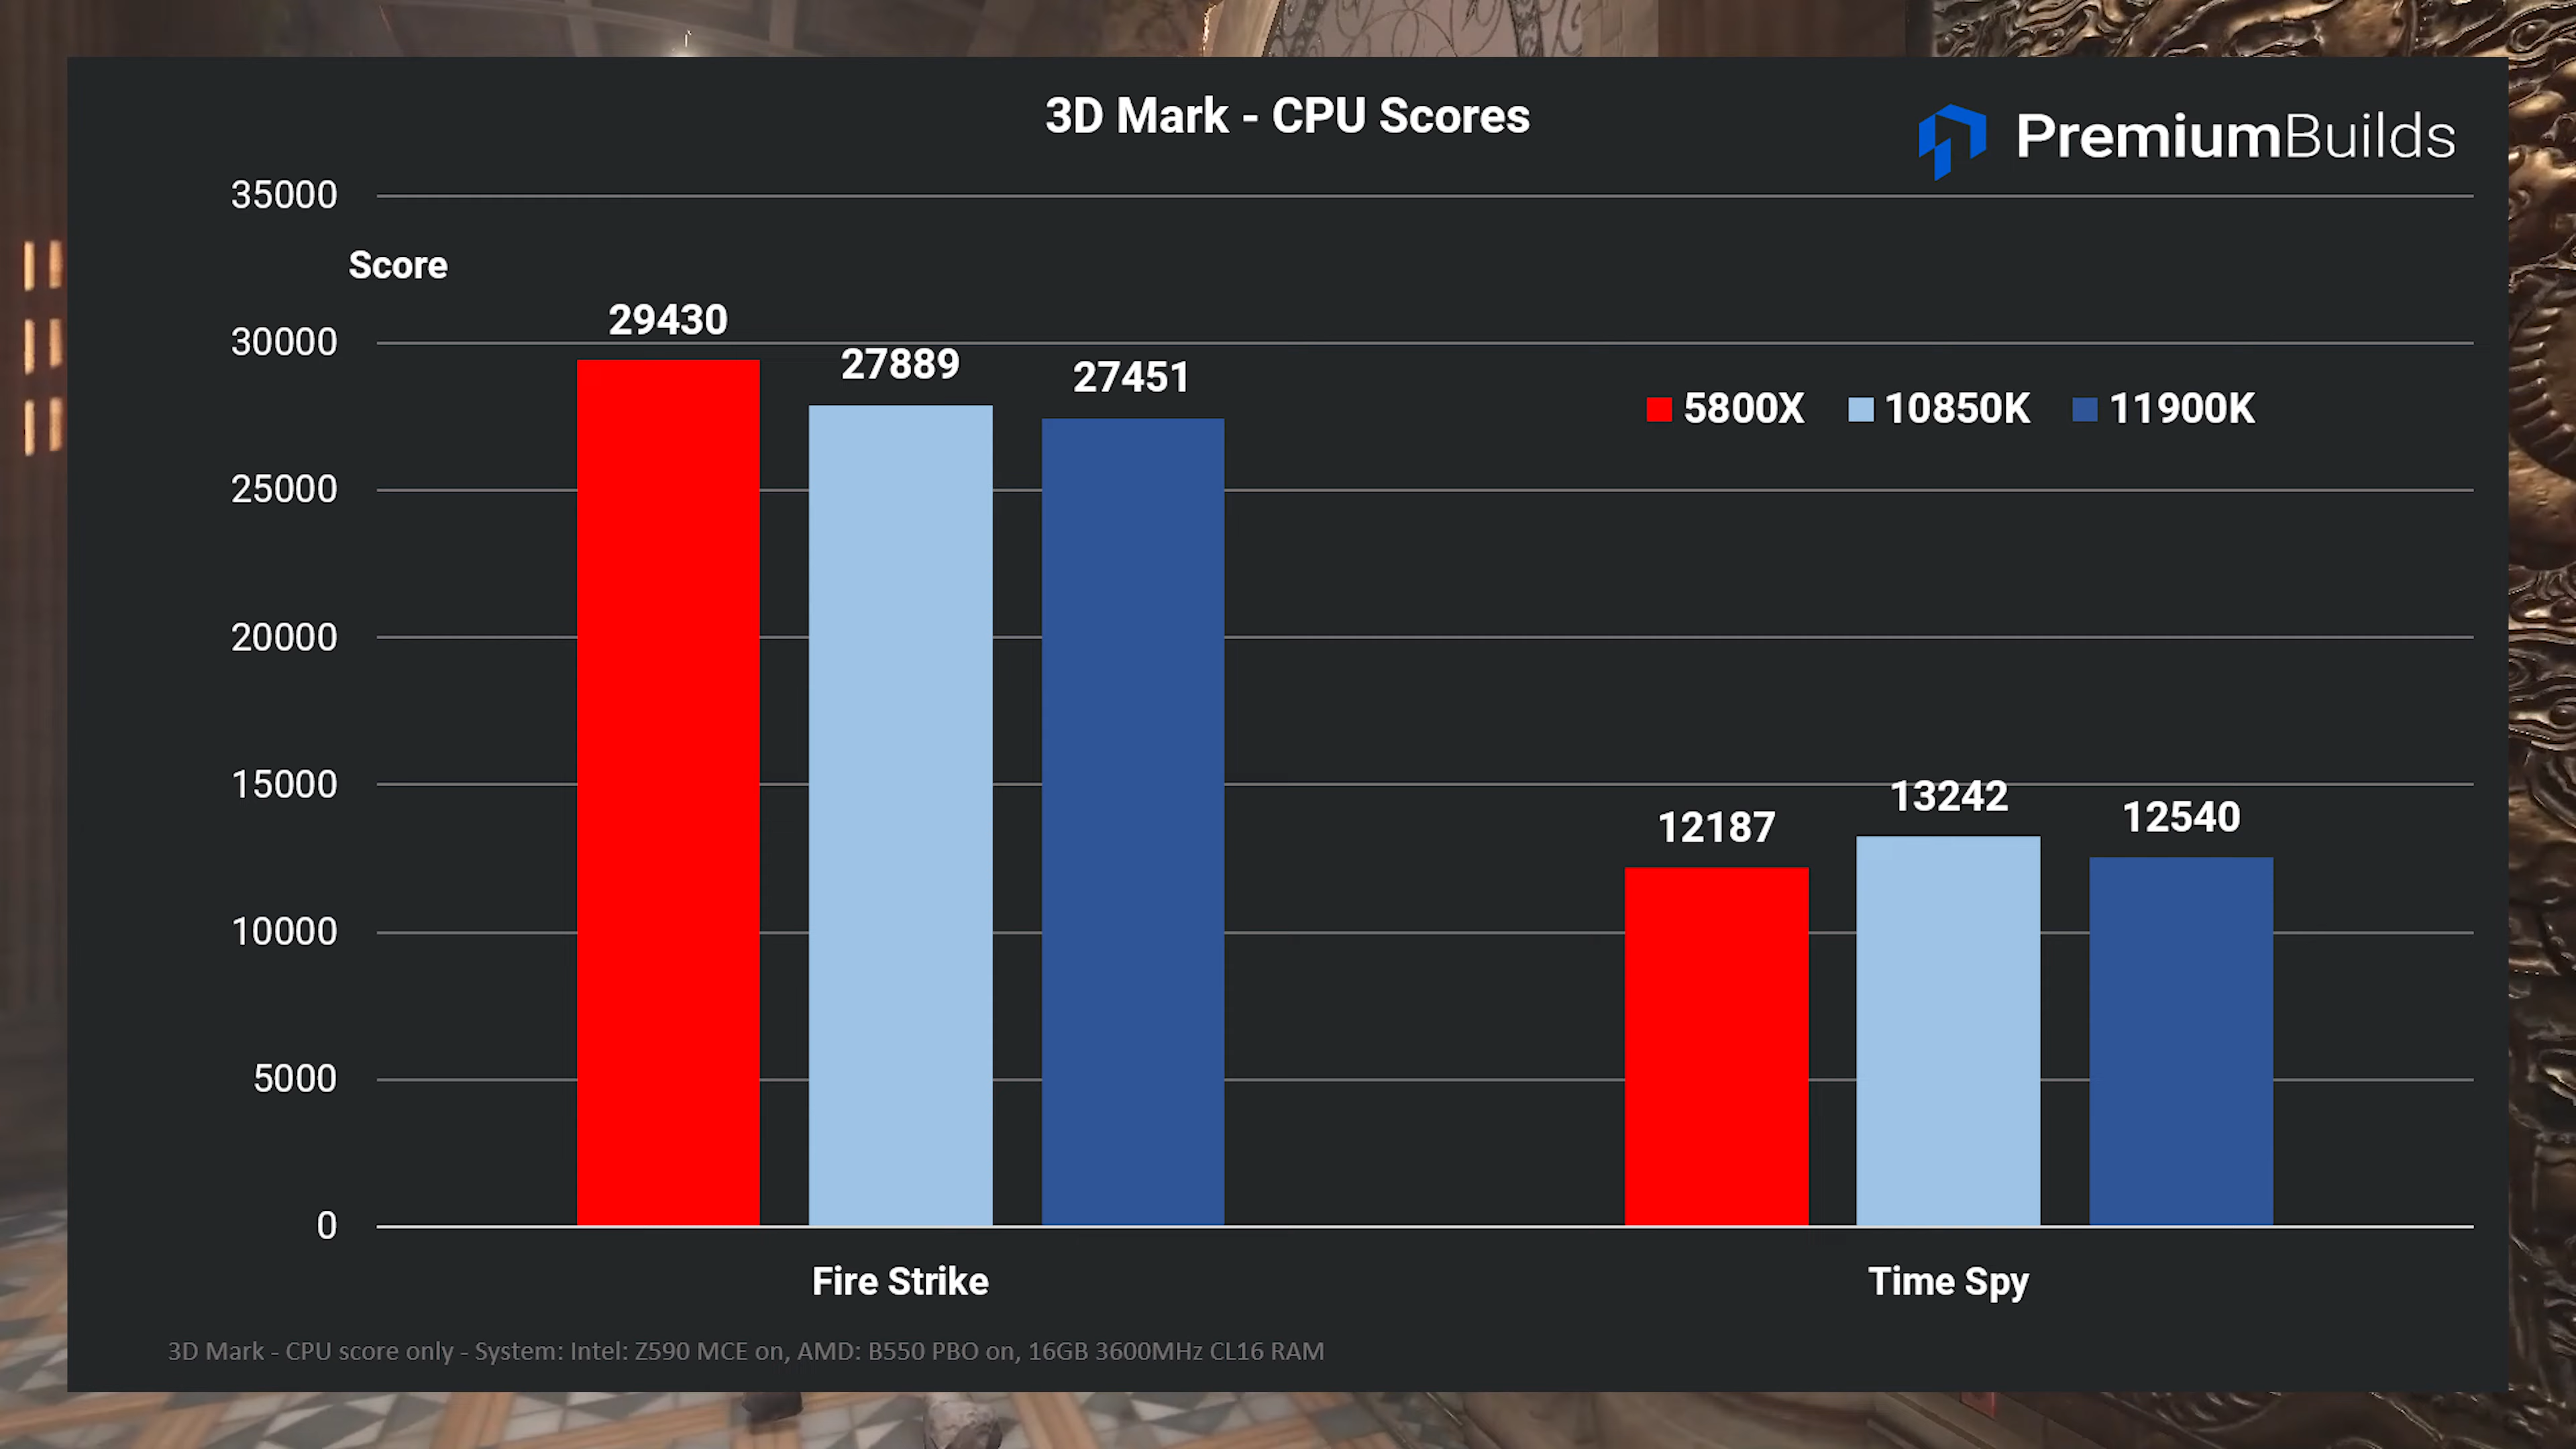 3D Mark - CPU Scores
PremiumBuilds
35000
Score
30000
25000
20000
15000
10000
5000
0
29430
27889
27451
5800X 10850K 11900K
12187
13242
12540
Fire Strike
Time Spy
3D Mark - CPU score only - System: Intel: Z590 MCE on, AMD: B550 PBO on, 16GB 3600MHz CL16 RAM